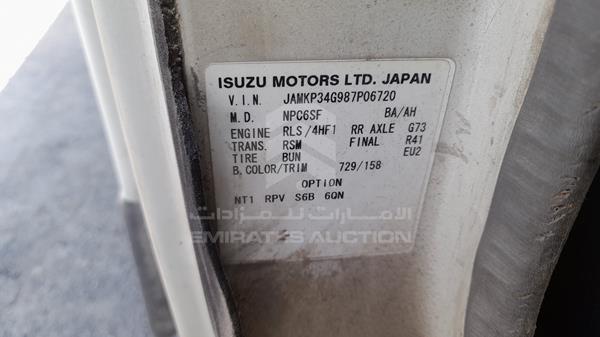 ISUZU MOTORS LTD. JAPAN
V.I.N. JAMKP34G987P06720
M.D. NPC6SF BA/AH
ENGINE RLS/4HF1 RR AXLE G73
TRANS. RSM FINAL R41
TIRE BUN EU2
B.COLOR/TRIM 729/158
OPTION
NT1 RPV S6B 6QN
الإمارات للمزادات
EMIRATES AUCTION